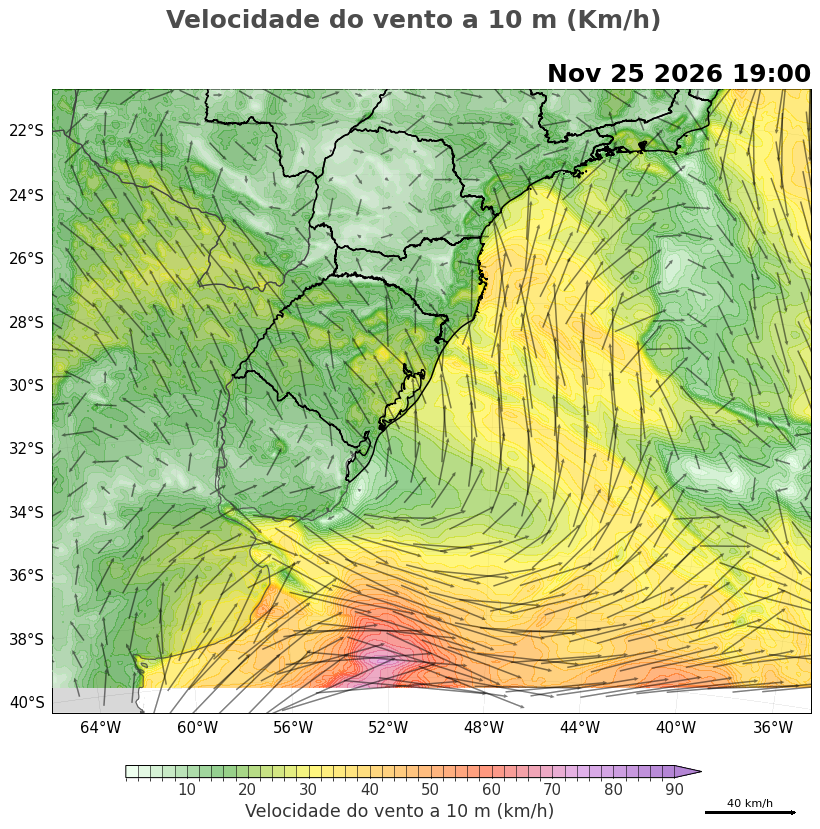 Velocidade do vento a 10 m (Km/h)
Nov 25 2026 19:00
22°S
24°S
26°S
28°S
30°S
32°S
34°S
36°S
38°S
40°S
64°W 60°W 56°W 52°W 48°W 44°W 40°W 36°W
10 20 30 40 50 60 70 80 90
Velocidade do vento a 10 m (km/h)
40 km/h